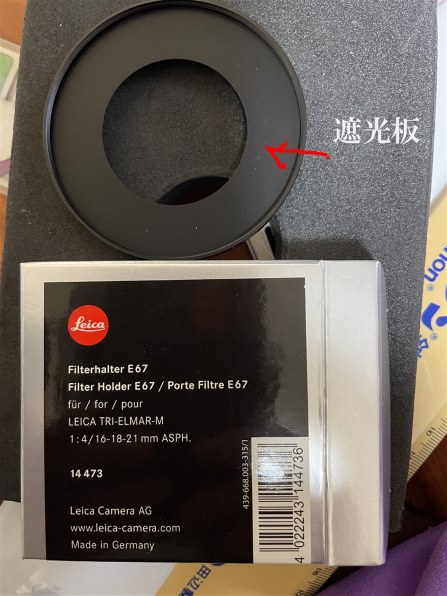 遮光板
Leica
Filterhalter E67
Filter Holder E67 / Porte Filtre E67
für / for / pour
LEICA TRI-ELMAR-M
1:4/16-18-21 mm ASPH.
14 473
439-668.003-315/1
4 022243 144736
Leica Camera AG
www.leica-camera.com
Made in Germany
田辺